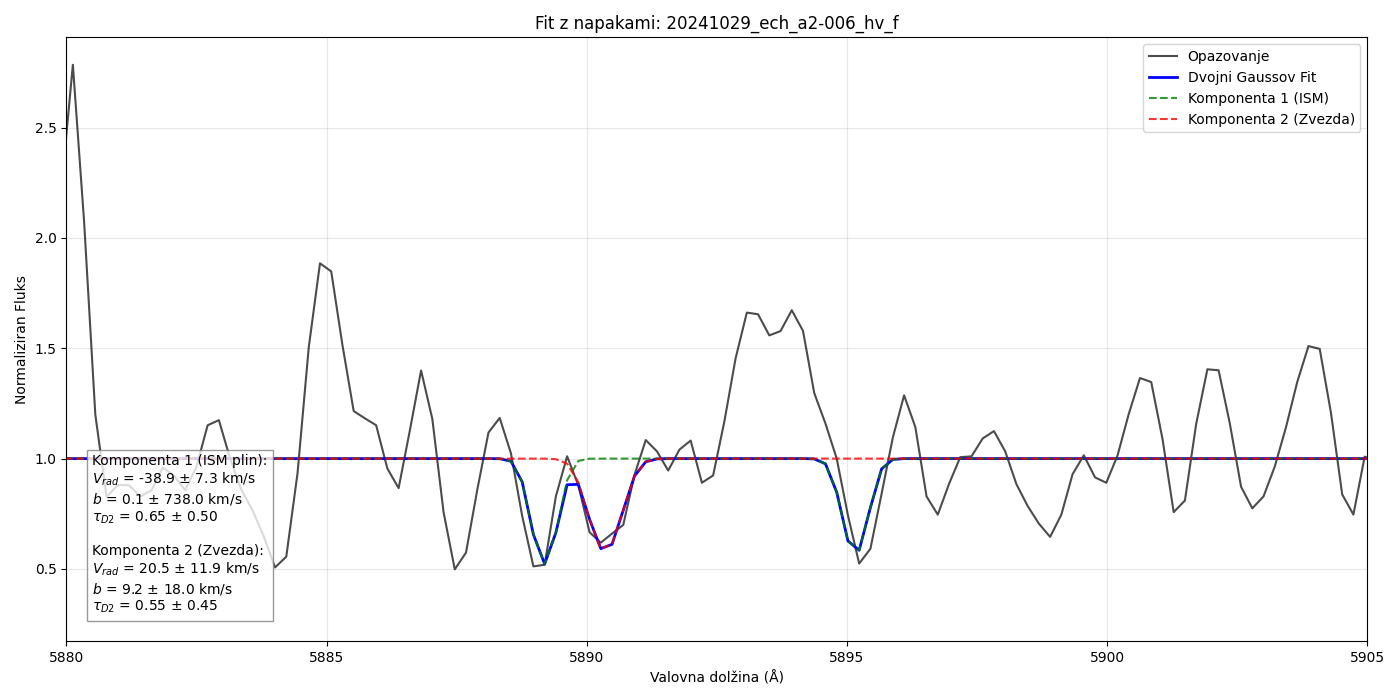 Fit z napakami: 20241029_ech_a2-006_hv_f
Opazovanje
Dvojni Gaussov Fit
Komponenta 1 (ISM)
Komponenta 2 (Zvezda)
Normaliziran Fluks
2.5
2.0
1.5
1.0
0.5
Komponenta 1 (ISM plin):
V_rad = -38.9 ± 7.3 km/s
b = 0.1 ± 738.0 km/s
τ_D2 = 0.65 ± 0.50
Komponenta 2 (Zvezda):
V_rad = 20.5 ± 11.9 km/s
b = 9.2 ± 18.0 km/s
τ_D2 = 0.55 ± 0.45
5880 5885 5890 5895 5900 5905
Valovna dolžina (Å)